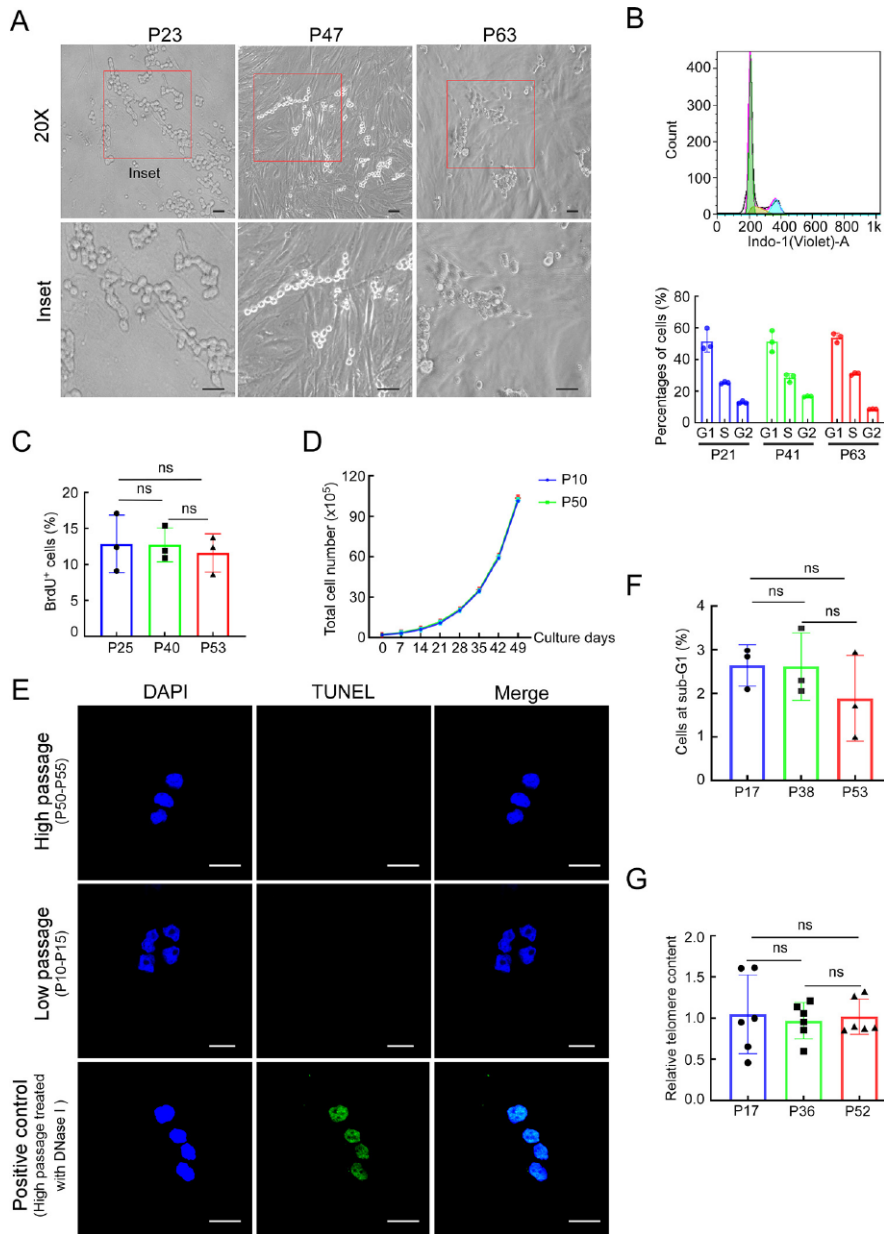 A
P23
P47
P63
20X
Inset
Inset
B
Count
400
300
200
100
0
0 200 400 600 800 1k
Indo-1(Violet)-A
Percentages of cells (%)
80
60
40
20
0
G1 S G2 G1 S G2 G1 S G2
P21 P41 P63
C
ns
ns
ns
BrdU⁺ cells (%)
20
15
10
5
0
P25 P40 P53
D
Total cell number (x10⁵)
120
90
60
30
0
0 7 14 21 28 35 42 49
Culture days
P10
P50
E
DAPI TUNEL Merge
High passage
(P50-P55)
Low passage
(P10-P15)
Positive control
(High passage treated
with DNase I )
F
ns
ns
ns
Cells at sub-G1 (%)
4
3
2
1
0
P17 P38 P53
G
ns
ns
ns
Relative telomere content
2.0
1.5
1.0
0.5
0.0
P17 P36 P52